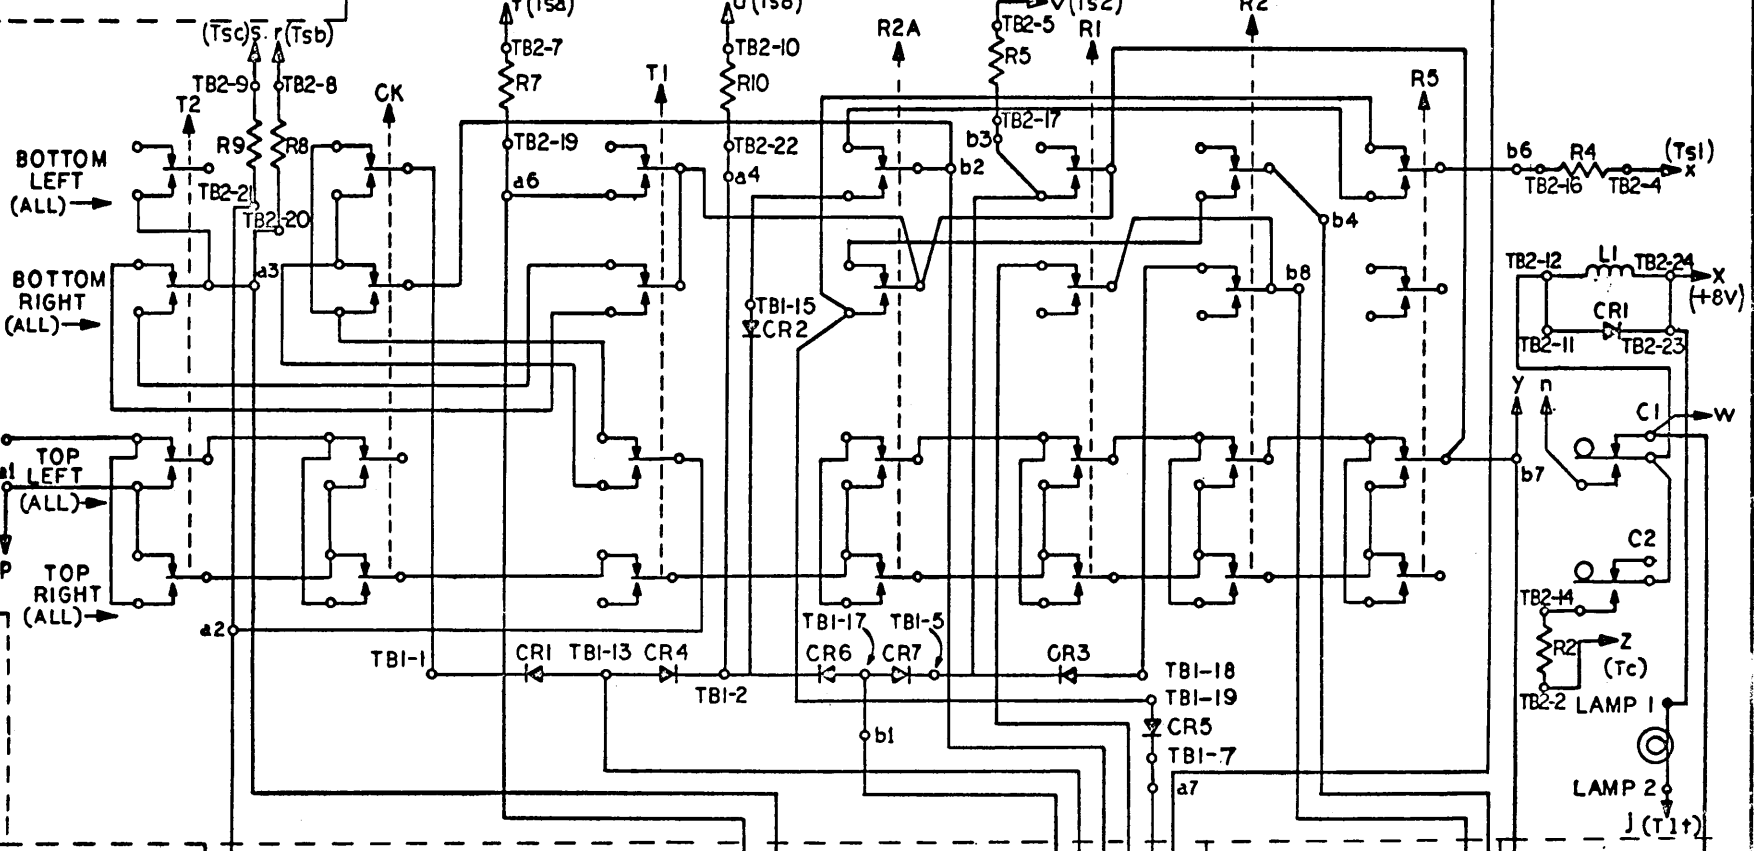 T(Tsa)
U(Tsb)
V(Ts2)
(Tsc)S r(Tsb)
TB2-7
TB2-10
R2A
TB2-5
R1
R2
R5
TB2-9
TB2-8
T2
CK
R7
T1
R10
R5
TB2-17
b3
R9
R8
TB2-19
TB2-22
BOTTOM
LEFT
(ALL)
TB2-21
TB2-20
a6
a4
b2
b6
R4
(Ts1)
TB2-16
TB2-4
X
b4
BOTTOM
RIGHT
(ALL)
a3
b8
TB2-12
L1
TB2-24
X
(+8V)
TB1-15
CR2
CR1
TB2-11
TB2-23
y
n
C1
W
TOP
LEFT
(ALL)
a1
b7
p
TOP
RIGHT
(ALL)
C2
TB2-14
a2
TB1-17
TB1-5
R2
Z
(Tc)
TB1-1
CR1
TB1-13
CR4
TB1-2
CR6
CR7
CR3
TB1-18
TB1-19
TB2-2
LAMP 1
b1
CR5
TB1-7
a7
LAMP 2
j(T1t)